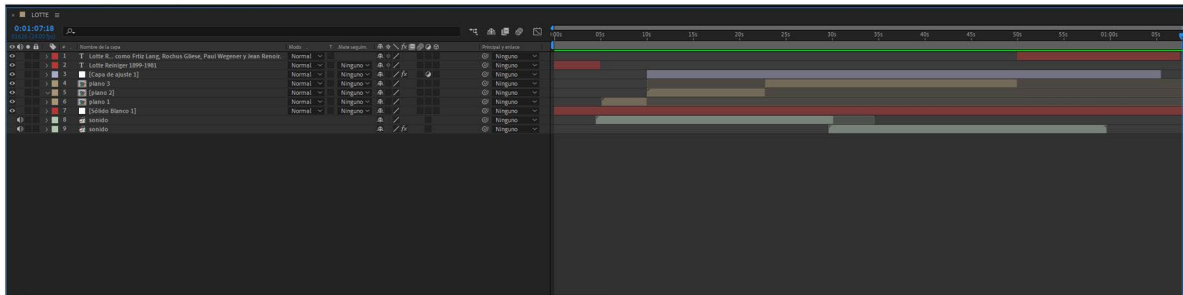 LOTTE
0:01:07:18
# Nombre de la capa Modo T Mate seguim. Principal y enlace
1 T Lotte R... como Fritz Lang, Rochus Gliese, Paul Wegener y Jean Renoir. Normal Ninguno
2 T Lotte Reiniger 1899-1981 Normal Ninguno Ninguno
3 [Capa de ajuste 1] Normal Ninguno fx Ninguno
4 plano 3 Normal Ninguno Ninguno
5 [plano 2] Normal Ninguno Ninguno
6 plano 1 Normal Ninguno Ninguno
7 [Sólido Blanco 1] Normal Ninguno Ninguno
8 sonido Ninguno
9 sonido fx Ninguno
:00s 05s 10s 15s 20s 25s 30s 35s 40s 45s 50s 55s 01:00s 05s